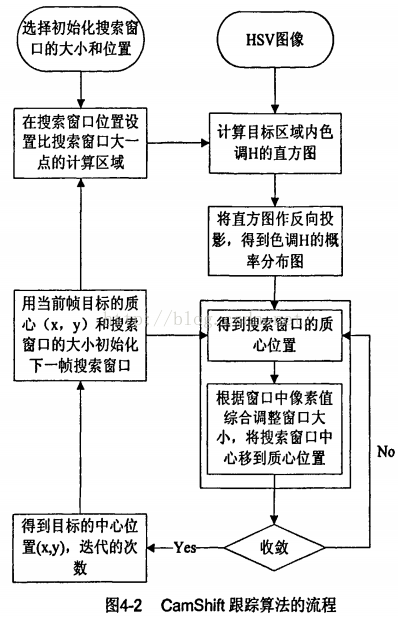 选择初始化搜索窗
口的大小和位置
HSV图像
在搜索窗口位置设
置比搜索窗口大一
点的计算区域
计算目标区域内色
调H的直方图
将直方图作反向投
影，得到色调H的概
率分布图
用当前帧目标的质
心（x，y）和搜索
窗口的大小初始化
下一帧搜索窗口
得到搜索窗口的质
心位置
根据窗口中像素值
综合调整窗口大
小，将搜索窗口中
心移到质心位置
No
得到目标的中心位
置(x,y)，迭代的次
数
Yes
收敛
图4-2 CamShift 跟踪算法的流程